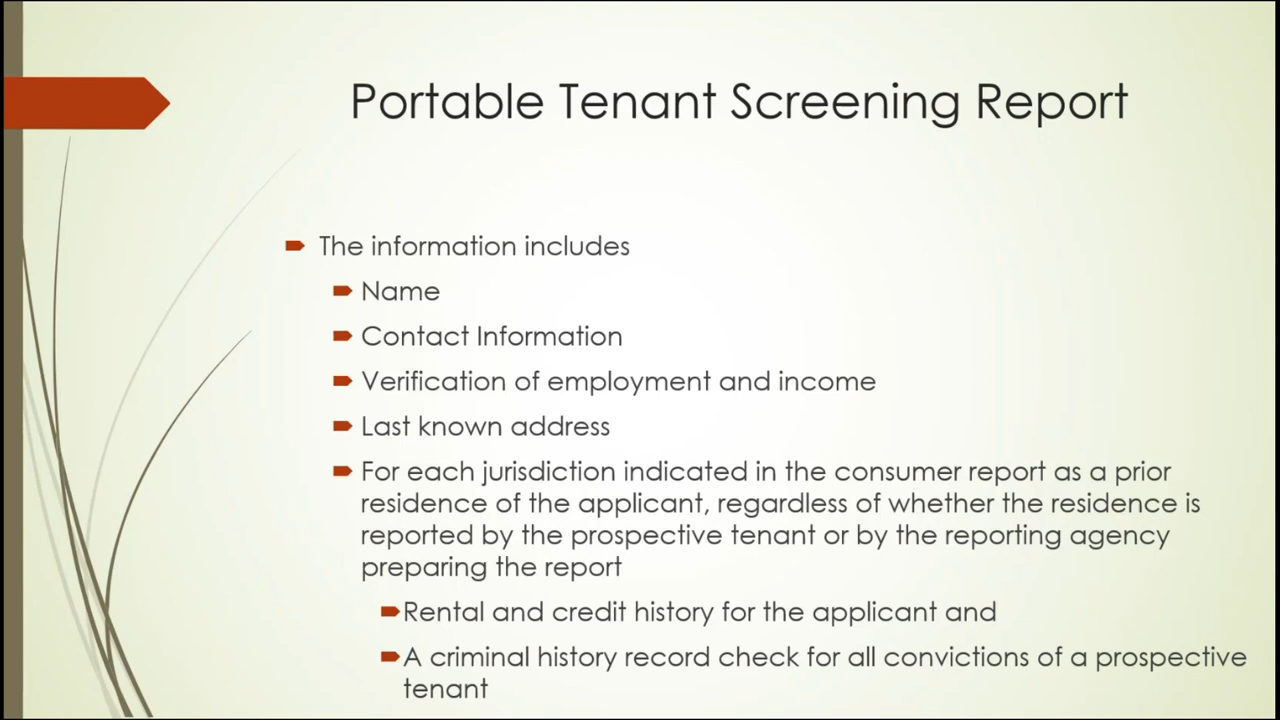 Portable Tenant Screening Report
The information includes
Name
Contact Information
Verification of employment and income
Last known address
For each jurisdiction indicated in the consumer report as a prior
residence of the applicant, regardless of whether the residence is
reported by the prospective tenant or by the reporting agency
preparing the report
Rental and credit history for the applicant and
A criminal history record check for all convictions of a prospective
tenant